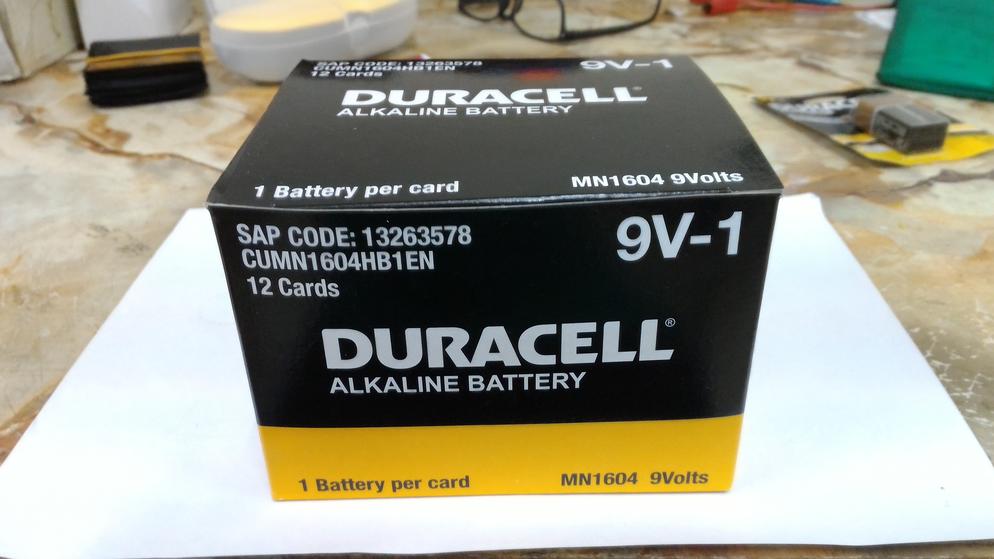 SAP CODE: 13263578
CUMN1604HB1EN
12 Cards
9V-1
DURACELL
ALKALINE BATTERY
1 Battery per card
MN1604 9Volts
SAP CODE: 13263578
CUMN1604HB1EN
12 Cards
9V-1
DURACELL®
ALKALINE BATTERY
1 Battery per card
MN1604 9Volts